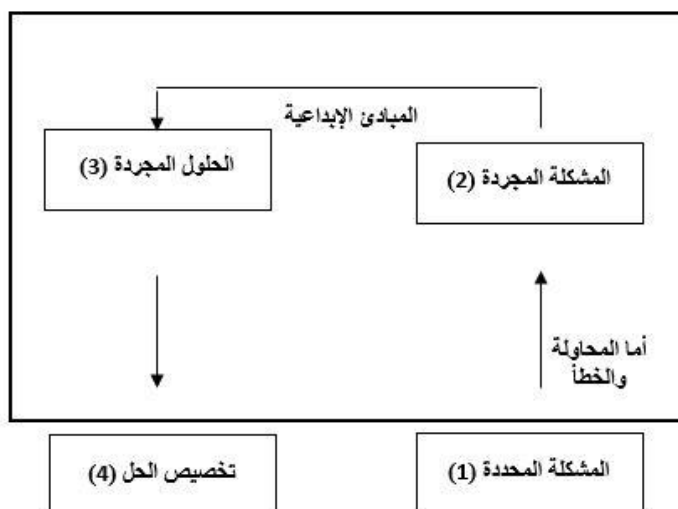 المبادئ الإبداعية
المشكلة المجردة (2)
الحلول المجردة (3)
أما المحاولة
والخطأ
المشكلة المحددة (1)
تخصيص الحل (4)